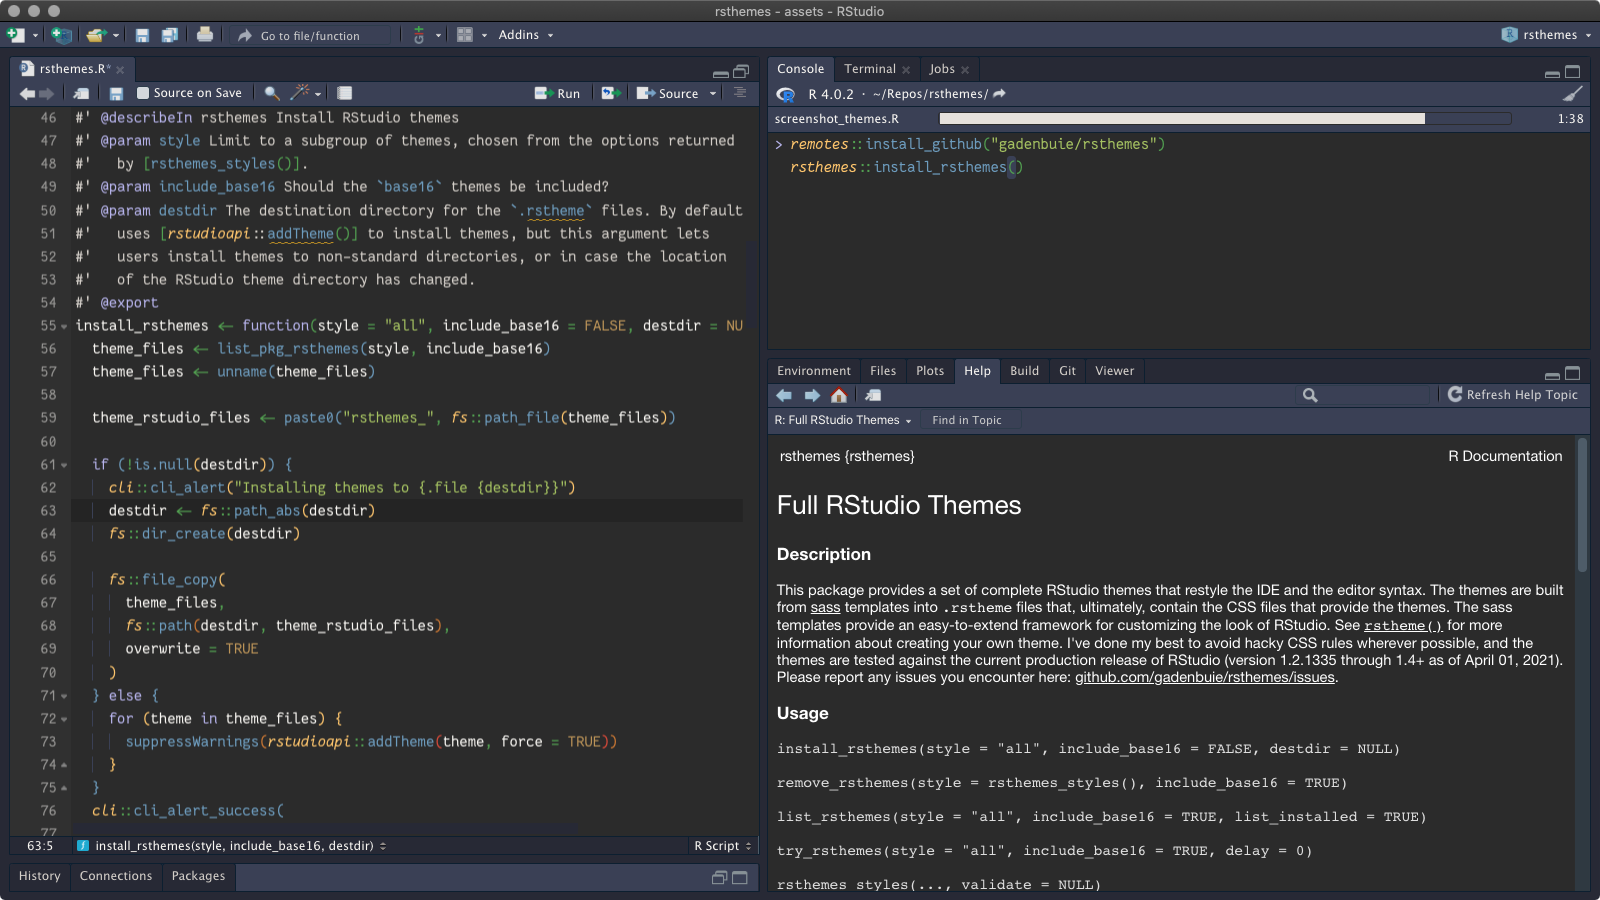 rsthemes - assets - RStudio
Go to file/function
Addins
rsthemes
rsthemes.R*
Source on Save
Run
Source
46 #' @describeIn rsthemes Install RStudio themes
47 #' @param style Limit to a subgroup of themes, chosen from the options returned
48 #'   by [rsthemes_styles()].
49 #' @param include_base16 Should the `base16` themes be included?
50 #' @param destdir The destination directory for the `.rstheme` files. By default
51 #'   uses [rstudioapi::addTheme()] to install themes, but this argument lets
52 #'   users install themes to non-standard directories, or in case the location
53 #'   of the RStudio theme directory has changed.
54 #' @export
55 install_rsthemes <- function(style = "all", include_base16 = FALSE, destdir = NU
56   theme_files <- list_pkg_rsthemes(style, include_base16)
57   theme_files <- unname(theme_files)
58
59   theme_rstudio_files <- paste0("rsthemes_", fs::path_file(theme_files))
60
61   if (!is.null(destdir)) {
62     cli::cli_alert("Installing themes to {.file {destdir}}")
63     destdir <- fs::path_abs(destdir)
64     fs::dir_create(destdir)
65
66     fs::file_copy(
67       theme_files,
68       fs::path(destdir, theme_rstudio_files),
69       overwrite = TRUE
70     )
71   } else {
72     for (theme in theme_files) {
73       suppressWarnings(rstudioapi::addTheme(theme, force = TRUE))
74     }
75   }
76   cli::cli_alert_success(
77
63:5 install_rsthemes(style, include_base16, destdir) R Script
History Connections Packages
Console Terminal Jobs
R 4.0.2 · ~/Repos/rsthemes/
screenshot_themes.R 1:38
> remotes::install_github("gadenbuie/rsthemes")
rsthemes::install_rsthemes()
Environment Files Plots Help Build Git Viewer
Refresh Help Topic
R: Full RStudio Themes Find in Topic
rsthemes {rsthemes} R Documentation
Full RStudio Themes
Description
This package provides a set of complete RStudio themes that restyle the IDE and the editor syntax. The themes are built
from sass templates into .rstheme files that, ultimately, contain the CSS files that provide the themes. The sass
templates provide an easy-to-extend framework for customizing the look of RStudio. See rstheme() for more
information about creating your own theme. I've done my best to avoid hacky CSS rules wherever possible, and the
themes are tested against the current production release of RStudio (version 1.2.1335 through 1.4+ as of April 01, 2021).
Please report any issues you encounter here: github.com/gadenbuie/rsthemes/issues.
Usage
install_rsthemes(style = "all", include_base16 = FALSE, destdir = NULL)
remove_rsthemes(style = rsthemes_styles(), include_base16 = TRUE)
list_rsthemes(style = "all", include_base16 = TRUE, list_installed = TRUE)
try_rsthemes(style = "all", include_base16 = TRUE, delay = 0)
rsthemes_styles(..., validate = NULL)